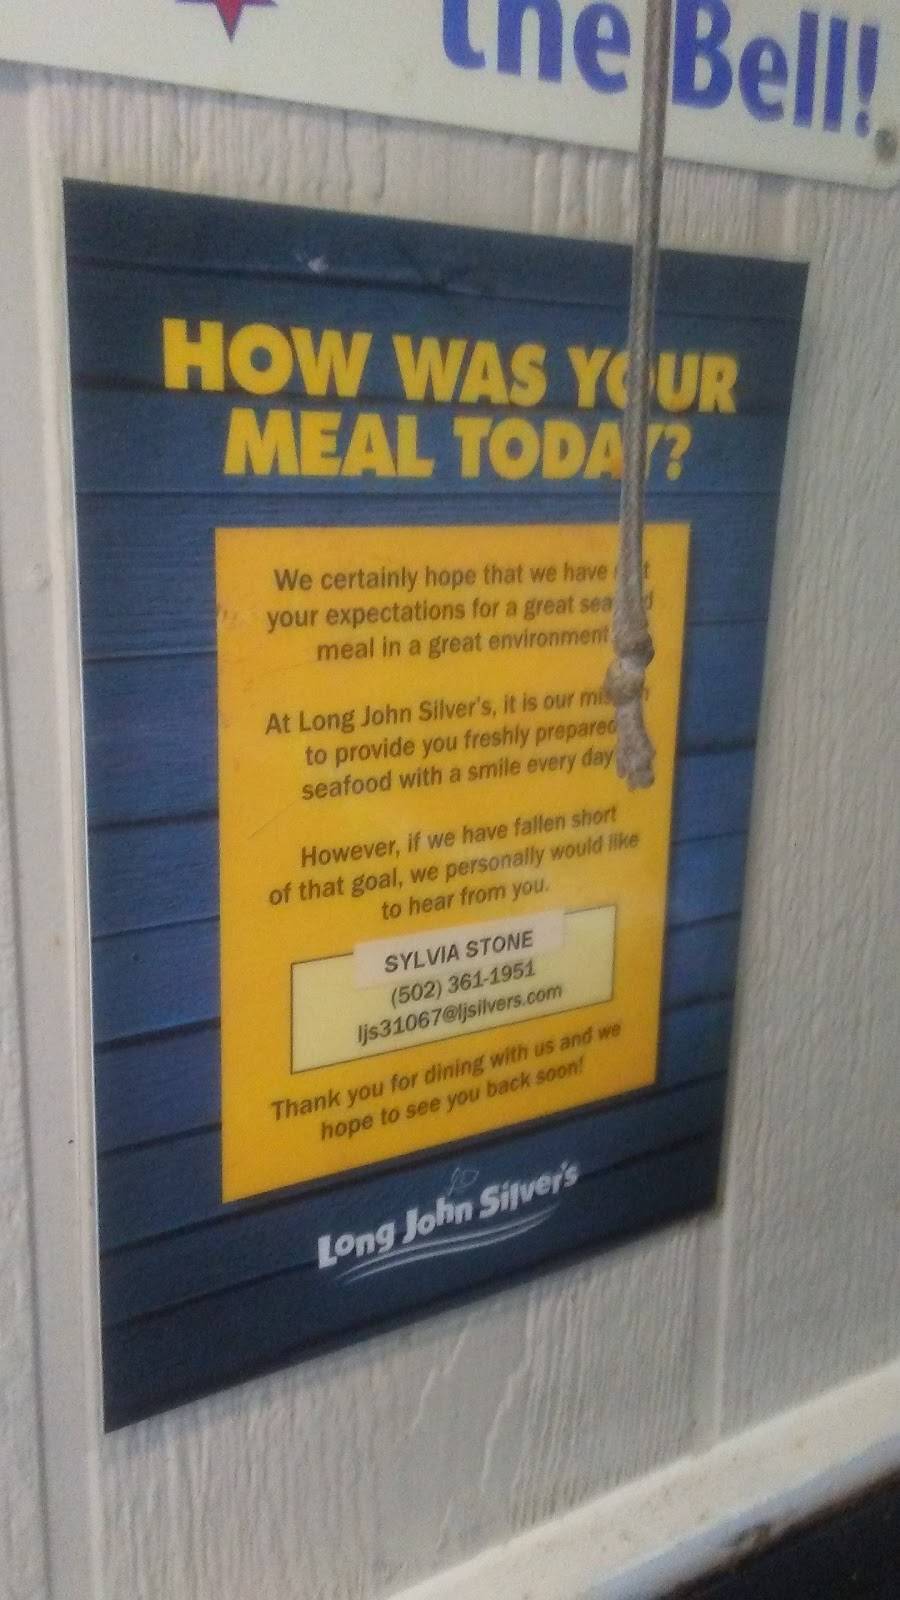 the Bell!
HOW WAS YOUR
MEAL TODAY?
We certainly hope that we have
your expectations for a great seafood
meal in a great environment
At Long John Silver's, it is our mission
to provide you freshly prepared
seafood with a smile every day
However, if we have fallen short
of that goal, we personally would like
to hear from you.
SYLVIA STONE
(502) 361-1951
ljs31067@ljsilvers.com
Thank you for dining with us and we
hope to see you back soon!
Long John Silver's